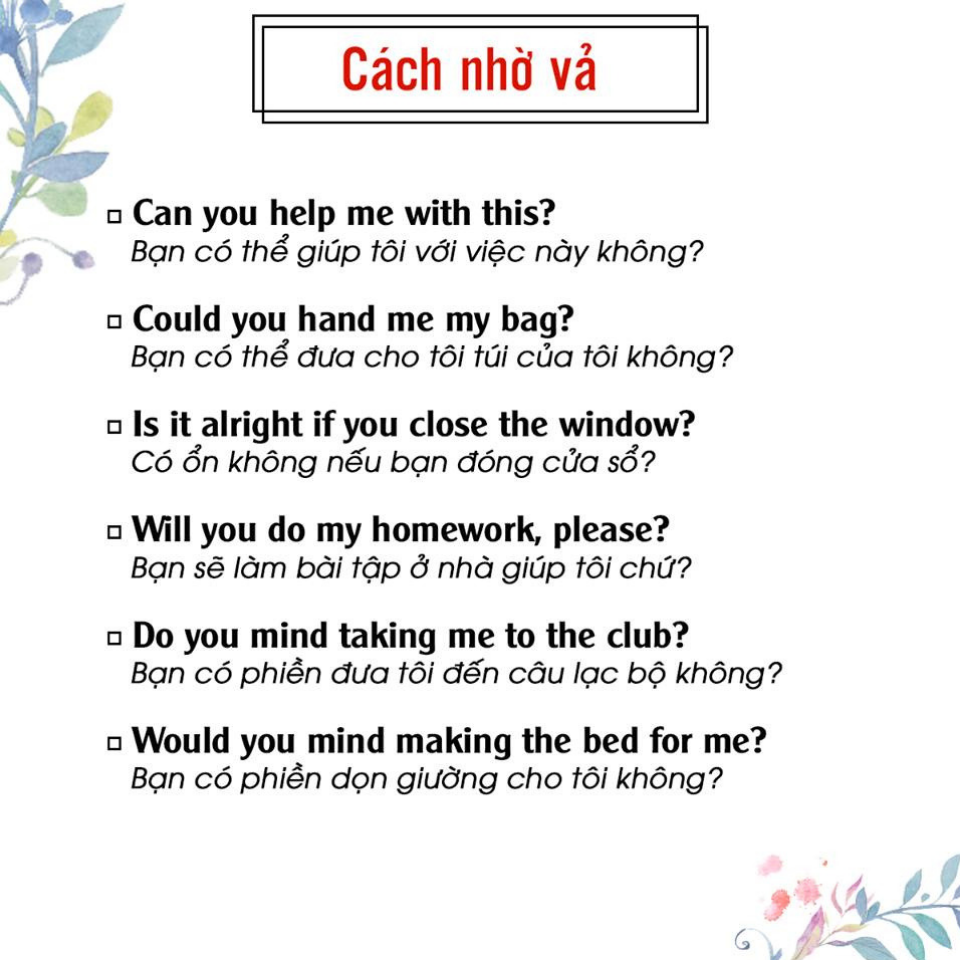 Cách nhờ vả
Can you help me with this?
Bạn có thể giúp tôi với việc này không?
Could you hand me my bag?
Bạn có thể đưa cho tôi túi của tôi không?
Is it alright if you close the window?
Có ổn không nếu bạn đóng cửa sổ?
Will you do my homework, please?
Bạn sẽ làm bài tập ở nhà giúp tôi chứ?
Do you mind taking me to the club?
Bạn có phiền đưa tôi đến câu lạc bộ không?
Would you mind making the bed for me?
Bạn có phiền dọn giường cho tôi không?